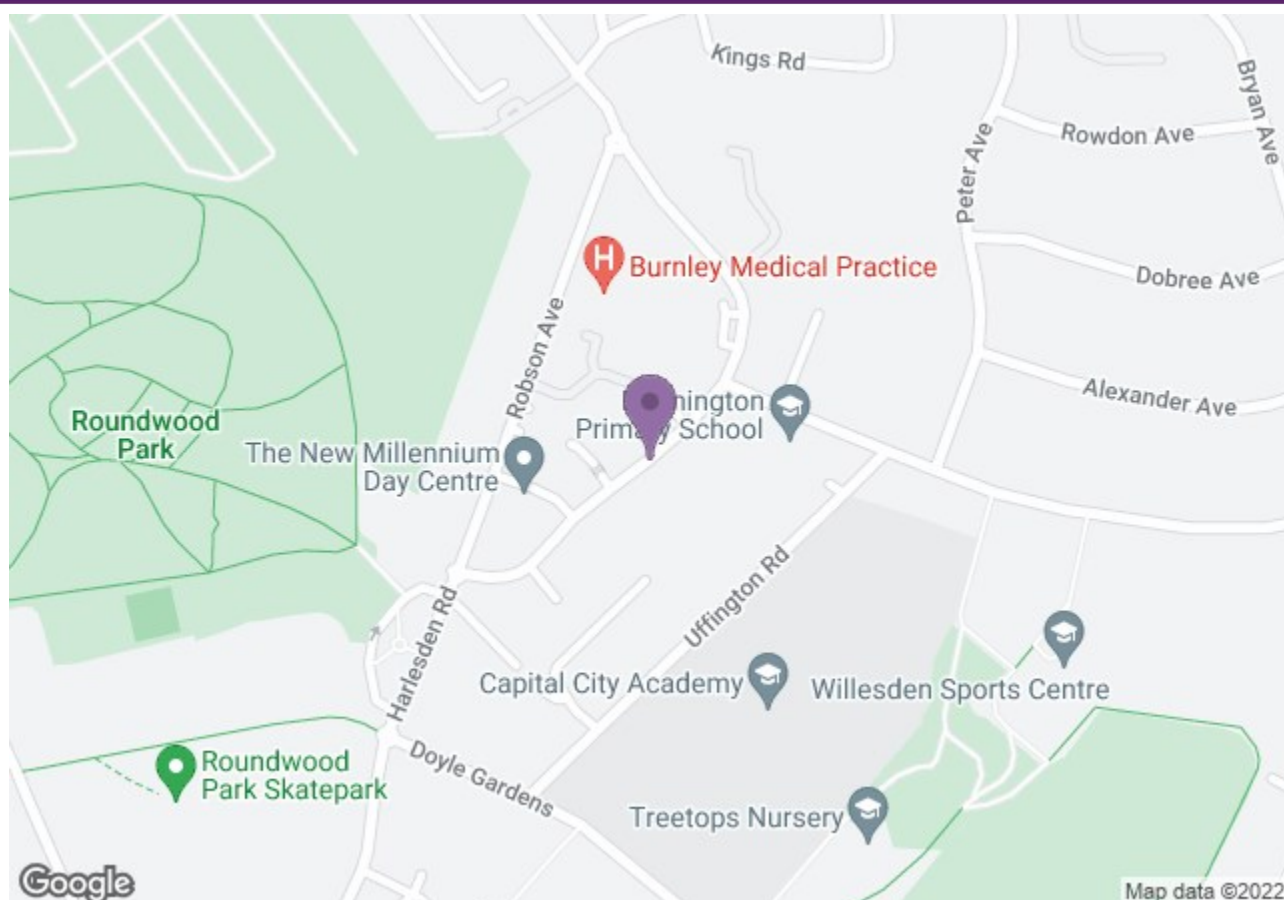 Kings Rd
Bryan Ave
Rowdon Ave
Peter Ave
Burnley Medical Practice
Dobree Ave
Robson Ave
Alexander Ave
Primary School
Roundwood
Park
The New Millennium
Day Centre
Uffington Rd
Harlesden Rd
Capital City Academy
Willesden Sports Centre
Doyle Gardens
Roundwood
Park Skatepark
Treetops Nursery
Google
Map data ©2022